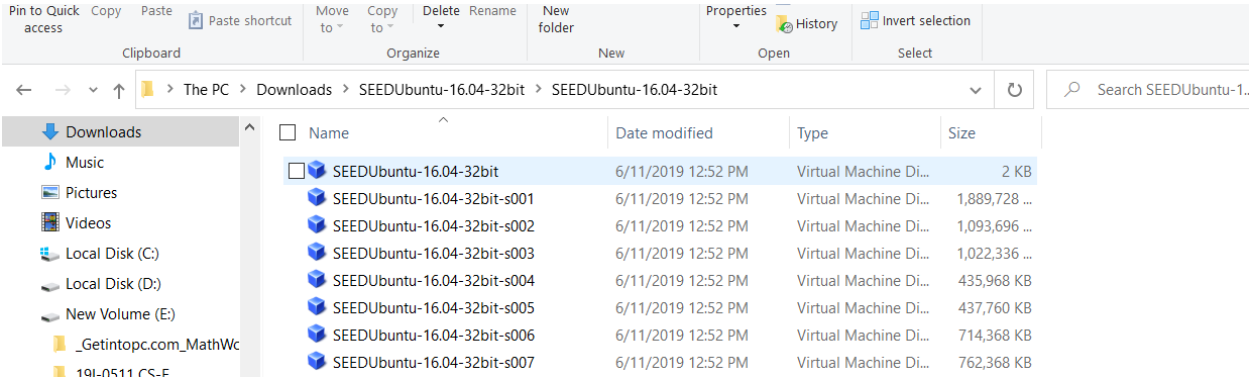 Pin to Quick access Copy Paste Paste shortcut Move to Copy to Delete Rename New folder Properties History Invert selection
Clipboard Organize New Open Select
The PC > Downloads > SEEDUbuntu-16.04-32bit > SEEDUbuntu-16.04-32bit Search SEEDUbuntu-1...
Downloads Name Date modified Type Size
Music SEEDUbuntu-16.04-32bit 6/11/2019 12:52 PM Virtual Machine Di... 2 KB
Pictures SEEDUbuntu-16.04-32bit-s001 6/11/2019 12:52 PM Virtual Machine Di... 1,889,728 ...
Videos SEEDUbuntu-16.04-32bit-s002 6/11/2019 12:52 PM Virtual Machine Di... 1,093,696 ...
Local Disk (C:) SEEDUbuntu-16.04-32bit-s003 6/11/2019 12:52 PM Virtual Machine Di... 1,022,336 ...
Local Disk (D:) SEEDUbuntu-16.04-32bit-s004 6/11/2019 12:52 PM Virtual Machine Di... 435,968 KB
New Volume (E:) SEEDUbuntu-16.04-32bit-s005 6/11/2019 12:52 PM Virtual Machine Di... 437,760 KB
_Getintopc.com_MathWc SEEDUbuntu-16.04-32bit-s006 6/11/2019 12:52 PM Virtual Machine Di... 714,368 KB
19I-0511 CS-F SEEDUbuntu-16.04-32bit-s007 6/11/2019 12:52 PM Virtual Machine Di... 762,368 KB